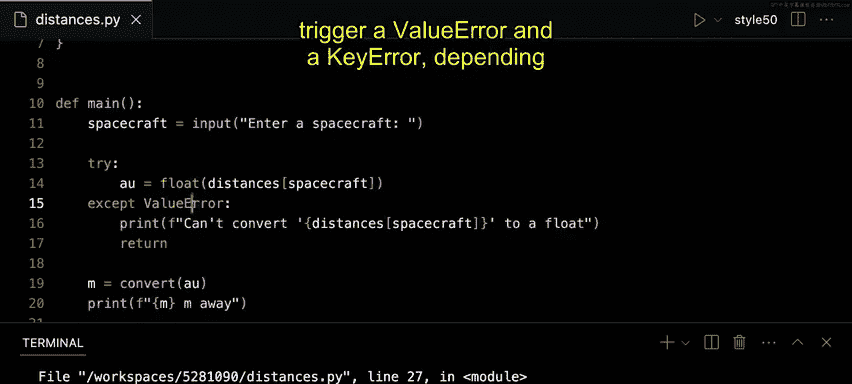 distances.py
style50
trigger a ValueError and
a KeyError, depending
7 }
8
9
10 def main():
11 spacecraft = input("Enter a spacecraft: ")
12
13 try:
14 au = float(distances[spacecraft])
15 except ValueError:
16 print(f"Can't convert '{distances[spacecraft]}' to a float")
17 return
18
19 m = convert(au)
20 print(f"{m} m away")
21
TERMINAL
File "/workspaces/5281090/distances.py", line 27, in <module>